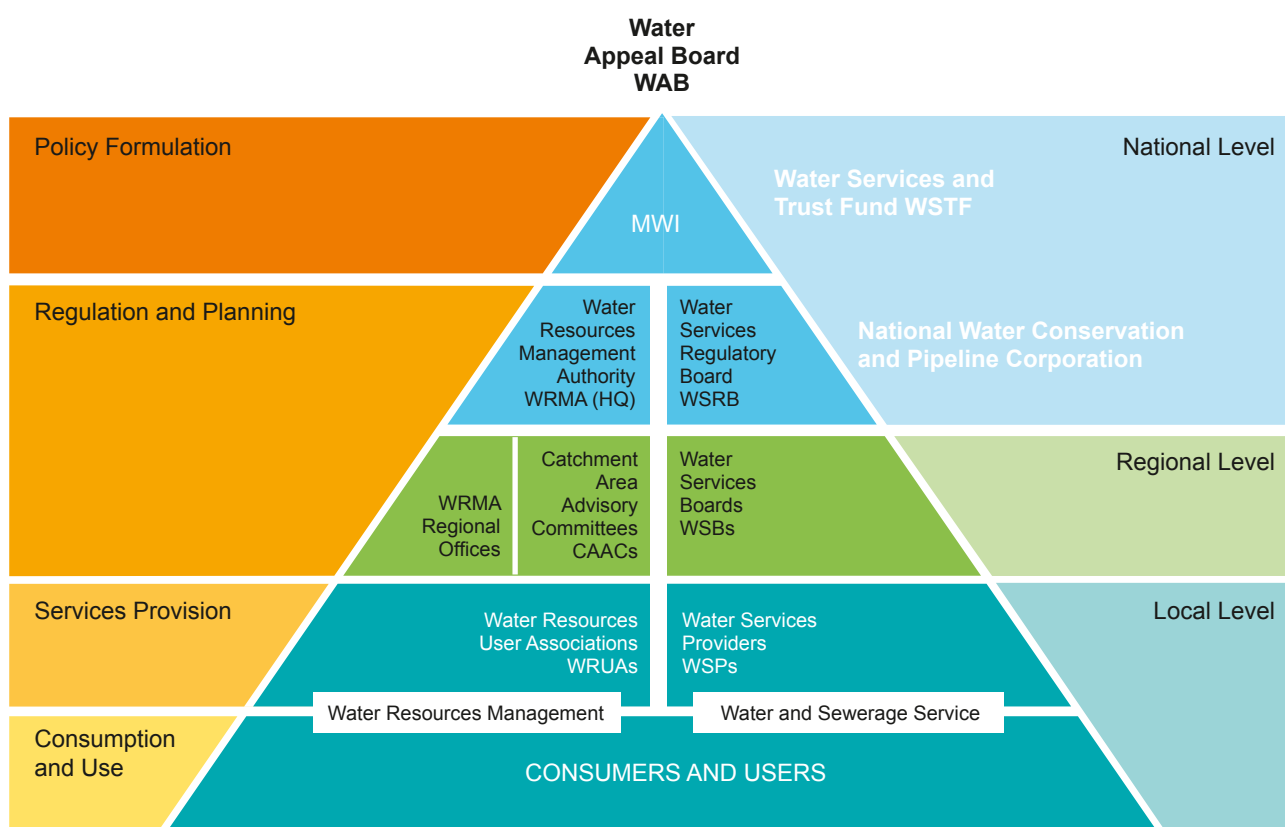 Water
Appeal Board
WAB
Policy Formulation
National Level
Water Services and
Trust Fund WSTF
MWI
Regulation and Planning
Water
Resources
Management
Authority
WRMA (HQ)
Water
Services
Regulatory
Board
WSRB
National Water Conservation
and Pipeline Corporation
WRMA
Regional
Offices
Catchment
Area
Advisory
Committees
CAACs
Water
Services
Boards
WSBs
Regional Level
Services Provision
Water Resources
User Associations
WRUAs
Water Services
Providers
WSPs
Local Level
Water Resources Management
Water and Sewerage Service
Consumption
and Use
CONSUMERS AND USERS